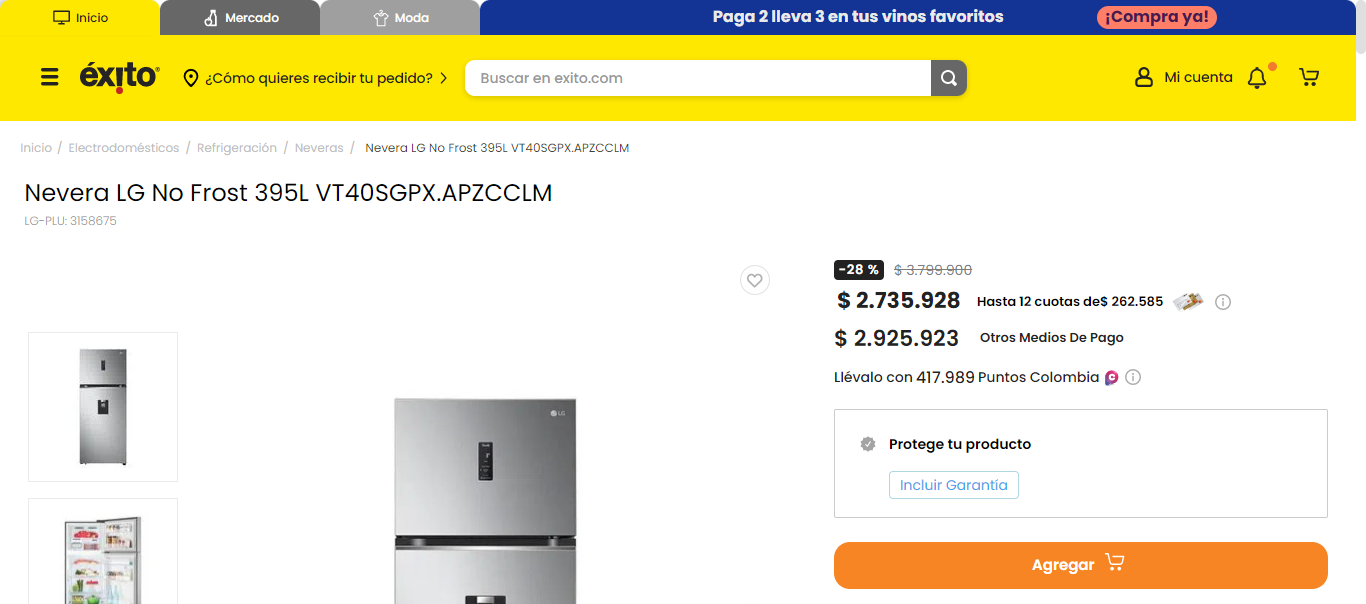 Inicio
Mercado
Moda
Paga 2 lleva 3 en tus vinos favoritos
¡Compra ya!
éxito
¿Cómo quieres recibir tu pedido?
Buscar en exito.com
Mi cuenta
Inicio / Electrodomésticos / Refrigeración / Neveras / Nevera LG No Frost 395L VT40SGPX.APZCCLM
Nevera LG No Frost 395L VT40SGPX.APZCCLM
LG-PLU: 3158675
-28 % $ 3.799.900
$ 2.735.928 Hasta 12 cuotas de$ 262.585
$ 2.925.923 Otros Medios De Pago
Llévalo con 417.989 Puntos Colombia
LG
Protege tu producto
Incluir Garantía
Agregar